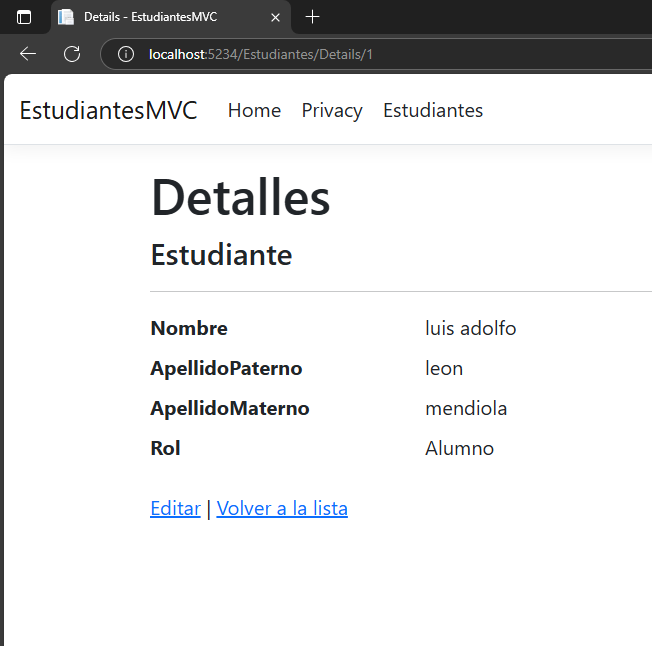 Details - EstudiantesMVC
localhost:5234/Estudiantes/Details/1
EstudiantesMVC Home Privacy Estudiantes
Detalles
Estudiante
Nombre luis adolfo
ApellidoPaterno leon
ApellidoMaterno mendiola
Rol Alumno
Editar | Volver a la lista